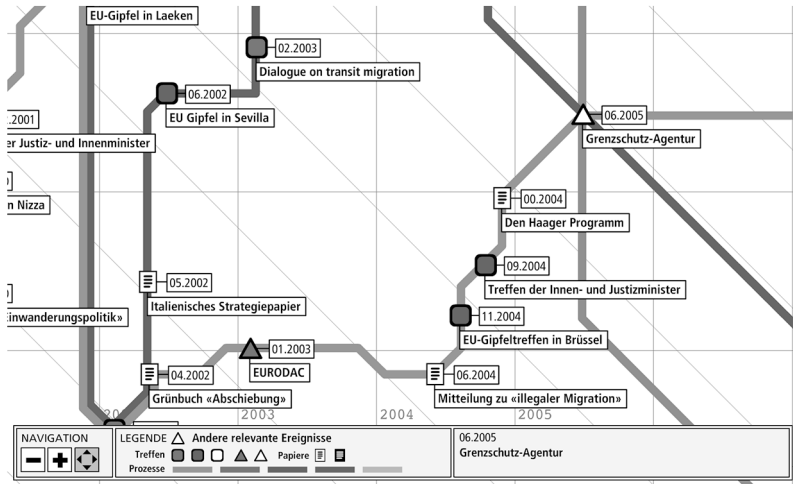 EU-Gipfel in Laeken
02.2003
Dialogue on transit migration
06.2002
EU Gipfel in Sevilla
06.2005
Grenzschutz-Agentur
.2001
er Justiz- und Innenminister
n Nizza
00.2004
Den Haager Programm
09.2004
Treffen der Innen- und Justizminister
05.2002
Italienisches Strategiepapier
inwanderungspolitik»
11.2004
EU-Gipfeltreffen in Brüssel
01.2003
EURODAC
04.2002
Grünbuch «Abschiebung»
06.2004
Mitteilung zu «illegaler Migration»
2003
2004
2005
NAVIGATION
LEGENDE Andere relevante Ereignisse
Treffen Papiere
Prozesse
06.2005
Grenzschutz-Agentur